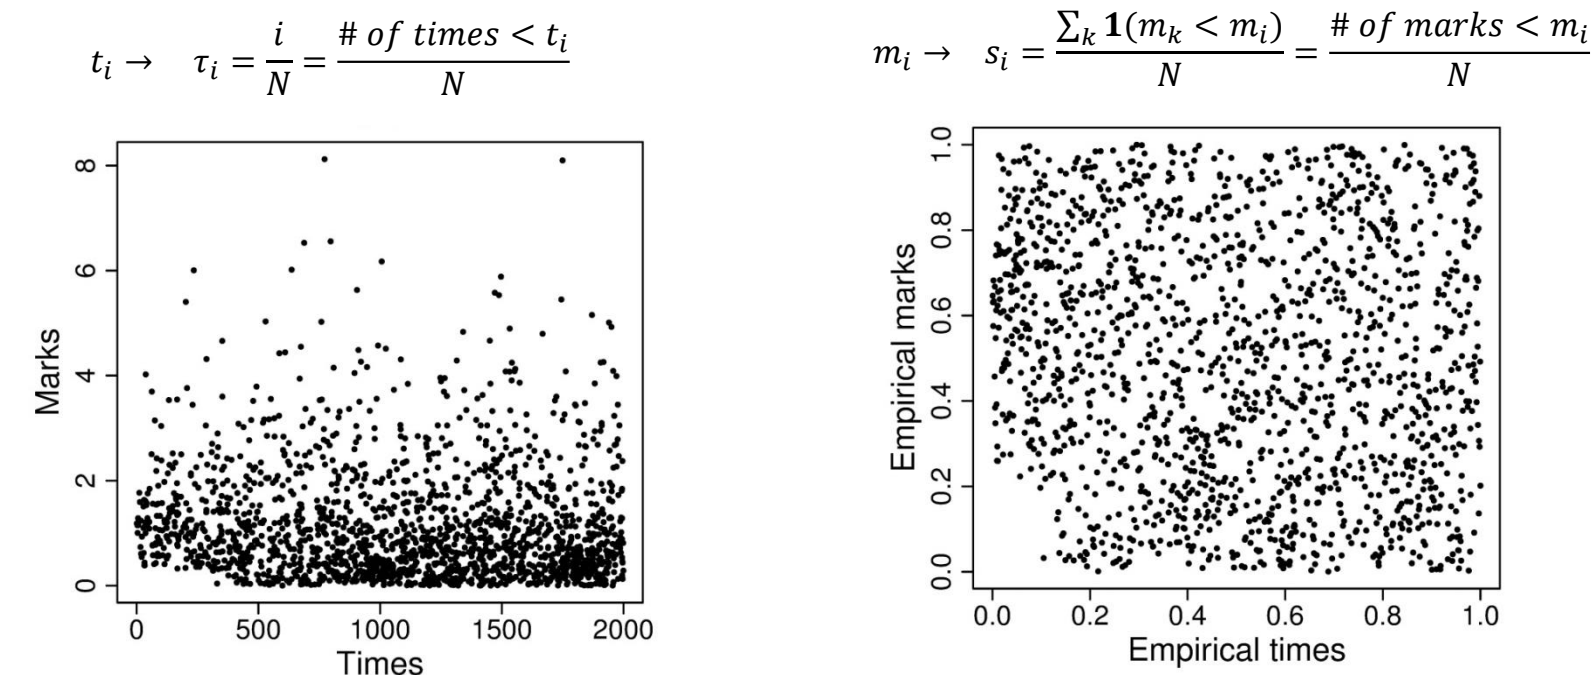 t_i → τ_i = i/N = # of times < t_i / N
m_i → s_i = ∑_k 1(m_k < m_i) / N = # of marks < m_i / N
8
6
4
2
0
Marks
0 500 1000 1500 2000
Times
1.0
0.8
0.6
0.4
0.2
0.0
Empirical marks
0.0 0.2 0.4 0.6 0.8 1.0
Empirical times